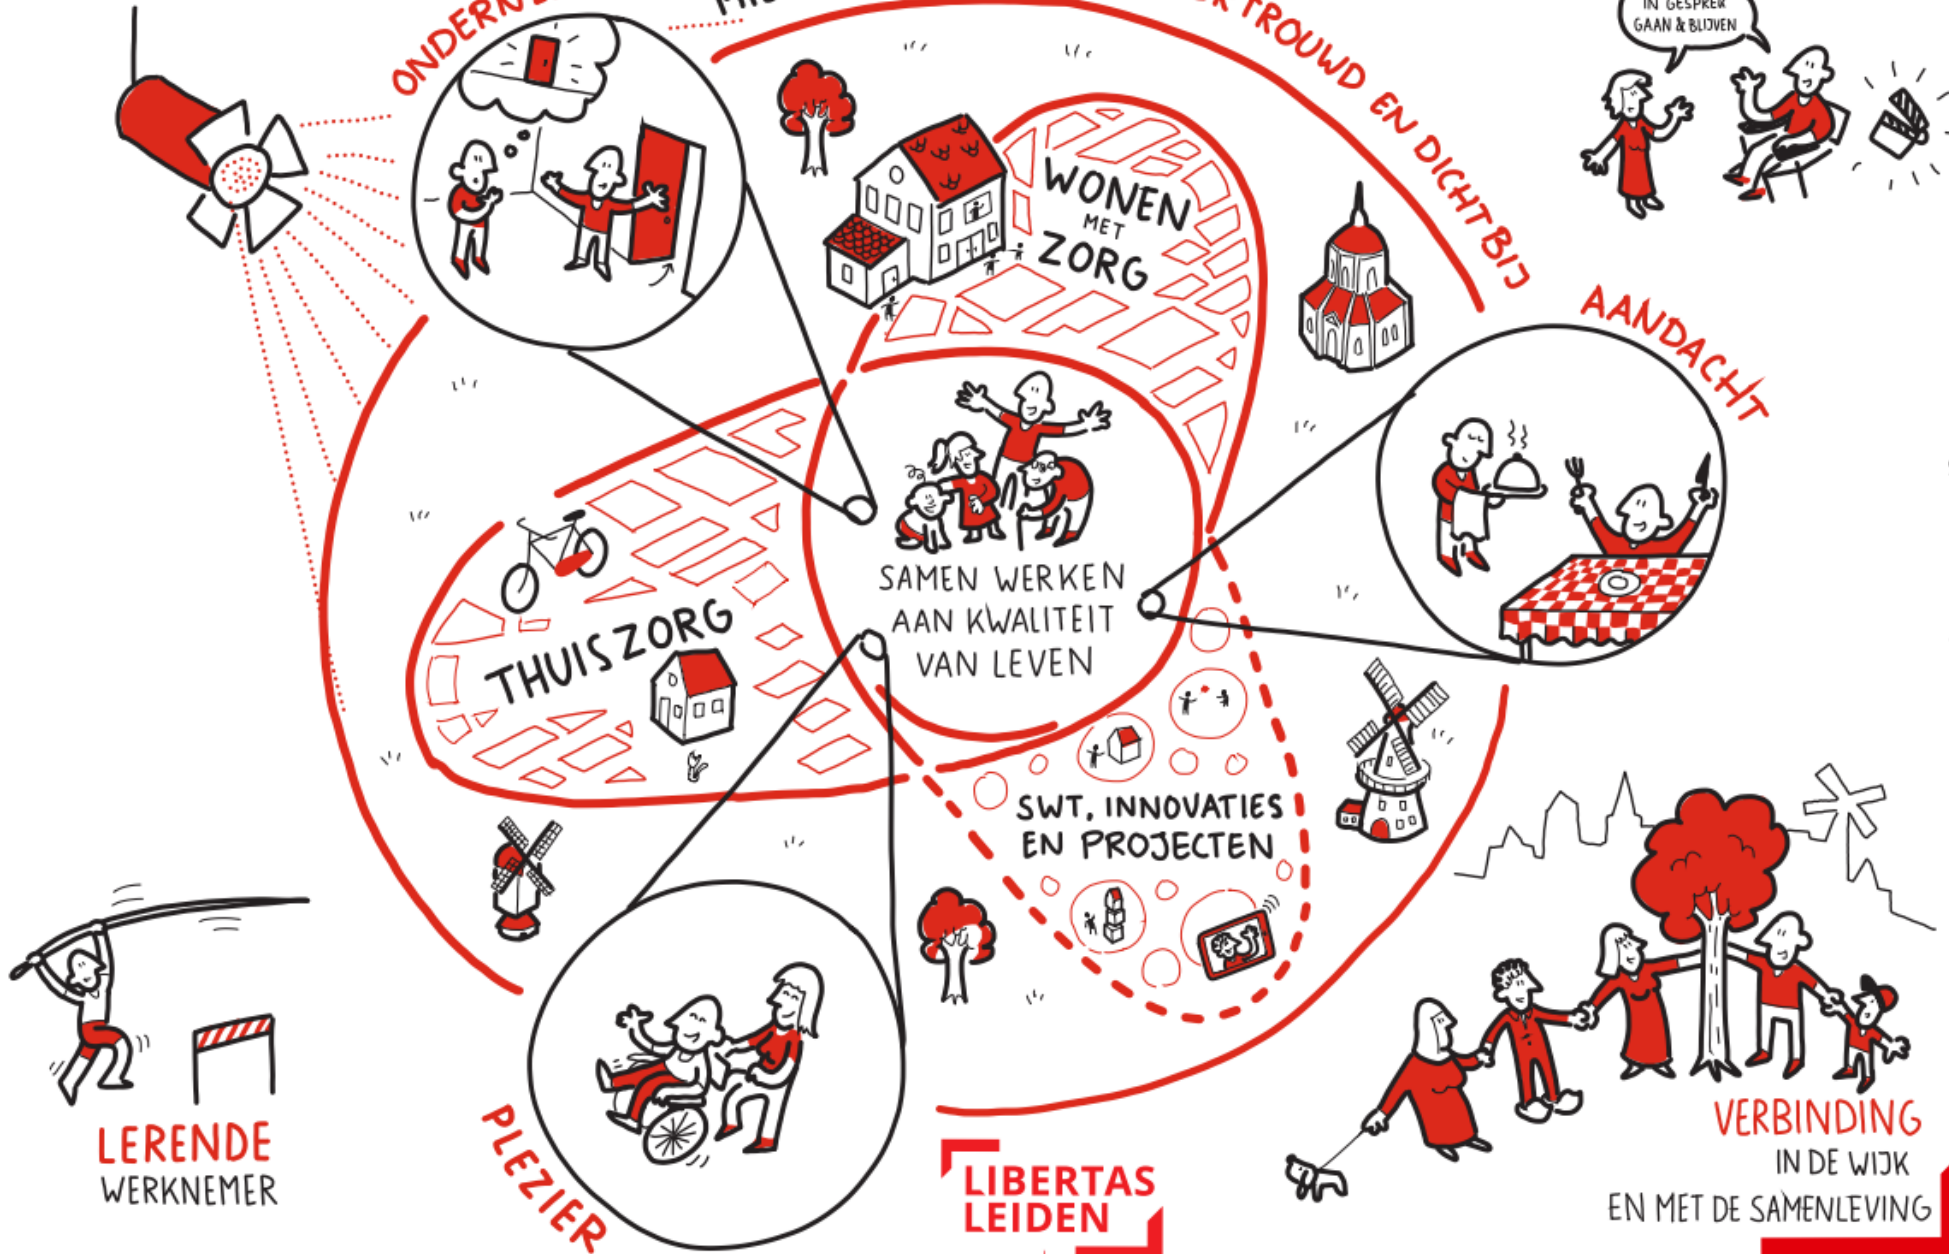 IN GESPREK
GAAN & BLIJVEN
TROUWD EN DICHTBIJ
WONEN
MET
ZORG
AANDACHT
SAMEN WERKEN
AAN KWALITEIT
VAN LEVEN
THUISZORG
SWT, INNOVATIES
EN PROJECTEN
LERENDE
WERKNEMER
PLEZIER
LIBERTAS
LEIDEN
VERBINDING
IN DE WIJK
EN MET DE SAMENLEVING